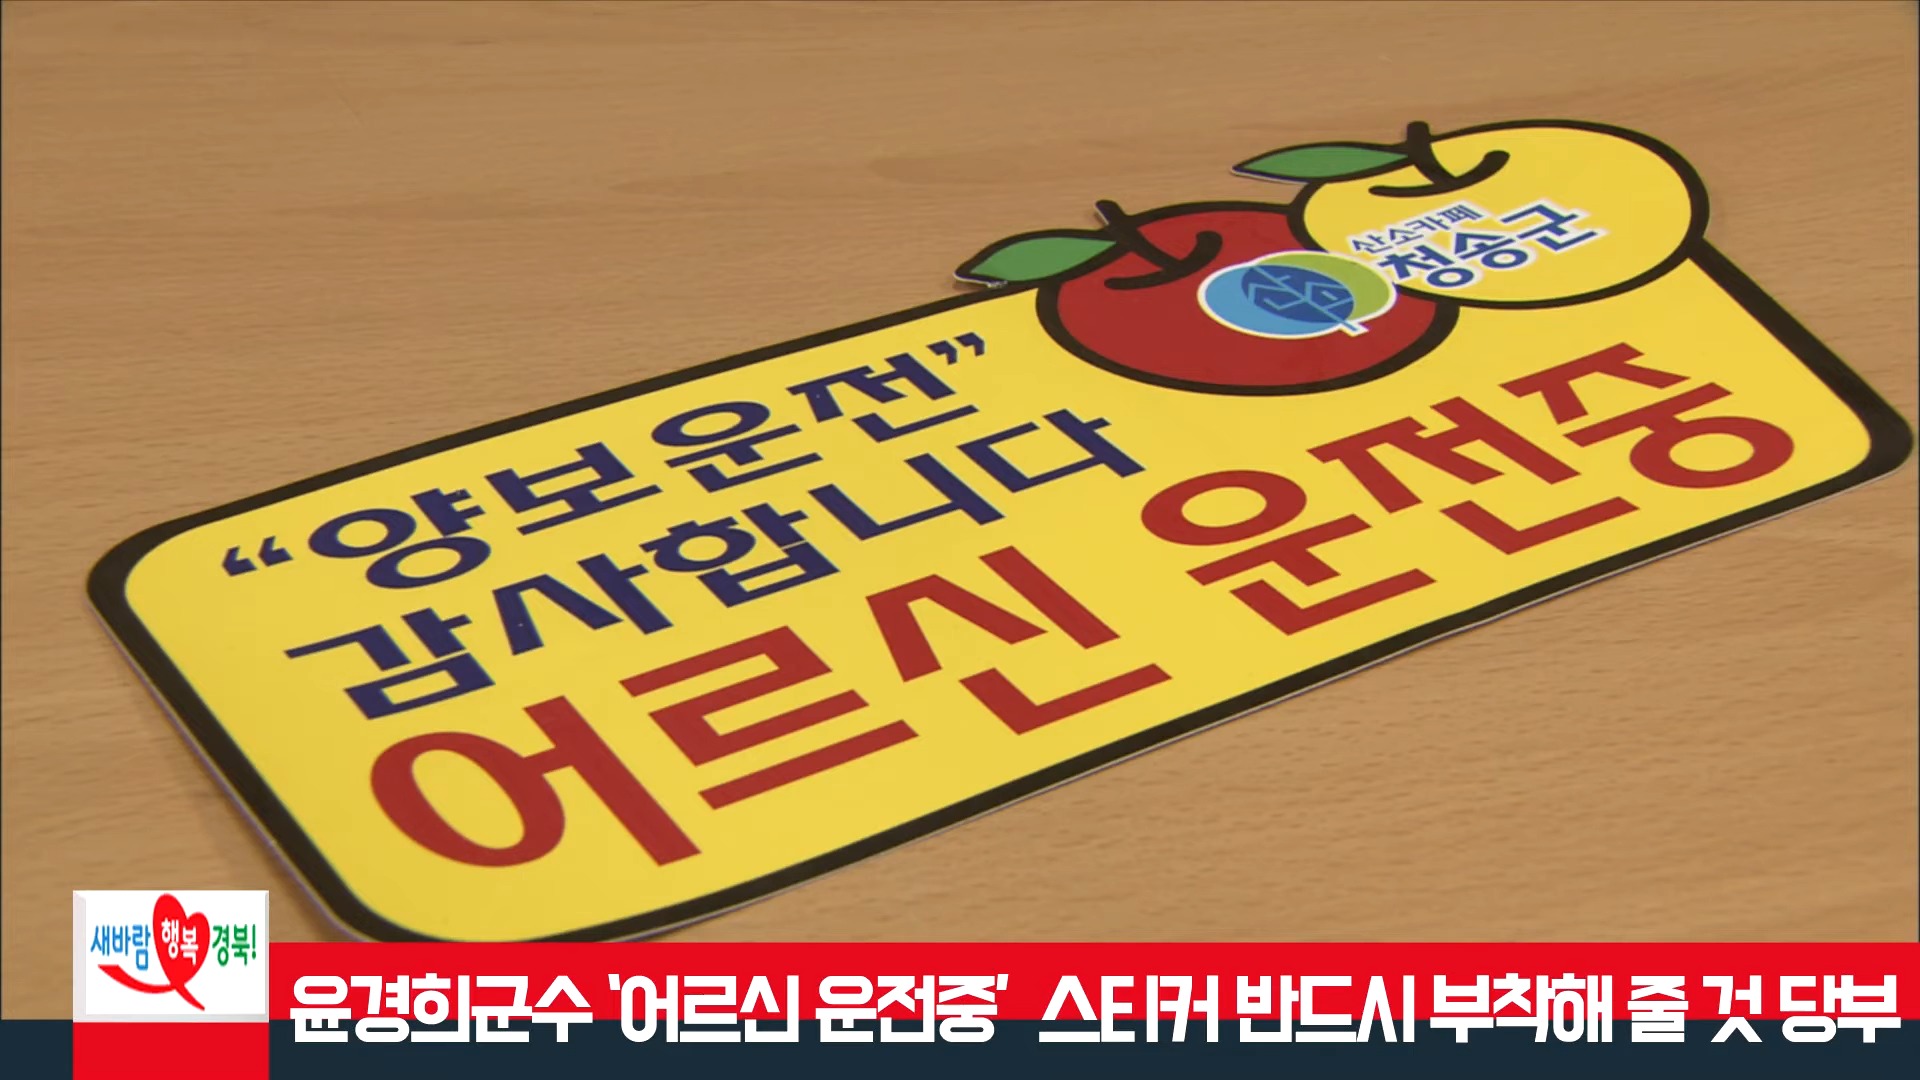 산소카페
청송군
“양보운전”
감사합니다
어르신 운전중
새바람 행복 경북!
윤경희군수 '어르신 운전중' 스티커 반드시 부착해 줄 것 당부